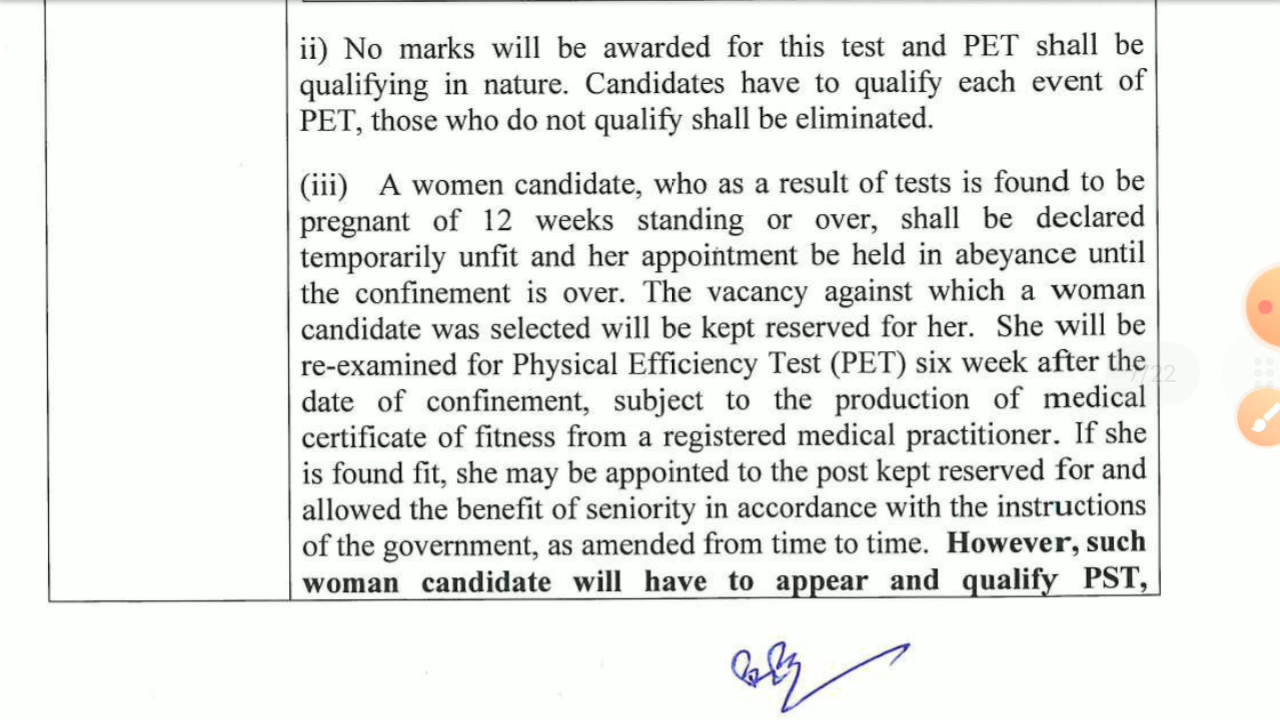 ii) No marks will be awarded for this test and PET shall be
qualifying in nature. Candidates have to qualify each event of
PET, those who do not qualify shall be eliminated.
(iii) A women candidate, who as a result of tests is found to be
pregnant of 12 weeks standing or over, shall be declared
temporarily unfit and her appointment be held in abeyance until
the confinement is over. The vacancy against which a woman
candidate was selected will be kept reserved for her. She will be
re-examined for Physical Efficiency Test (PET) six week after the
date of confinement, subject to the production of medical
certificate of fitness from a registered medical practitioner. If she
is found fit, she may be appointed to the post kept reserved for and
allowed the benefit of seniority in accordance with the instructions
of the government, as amended from time to time. However, such
woman candidate will have to appear and qualify PST,